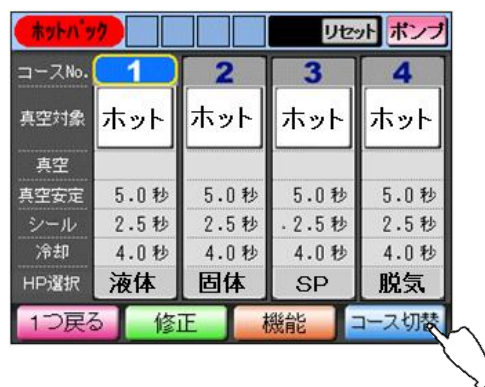 ホットパック リセット ポンプ
コースNo. 1 2 3 4
真空対象 ホット ホット ホット ホット
真空
真空安定 5.0秒 5.0秒 5.0秒 5.0秒
シール 2.5秒 2.5秒 2.5秒 2.5秒
冷却 4.0秒 4.0秒 4.0秒 4.0秒
HP選択 液体 固体 SP 脱気
1つ戻る 修正 機能 コース切替